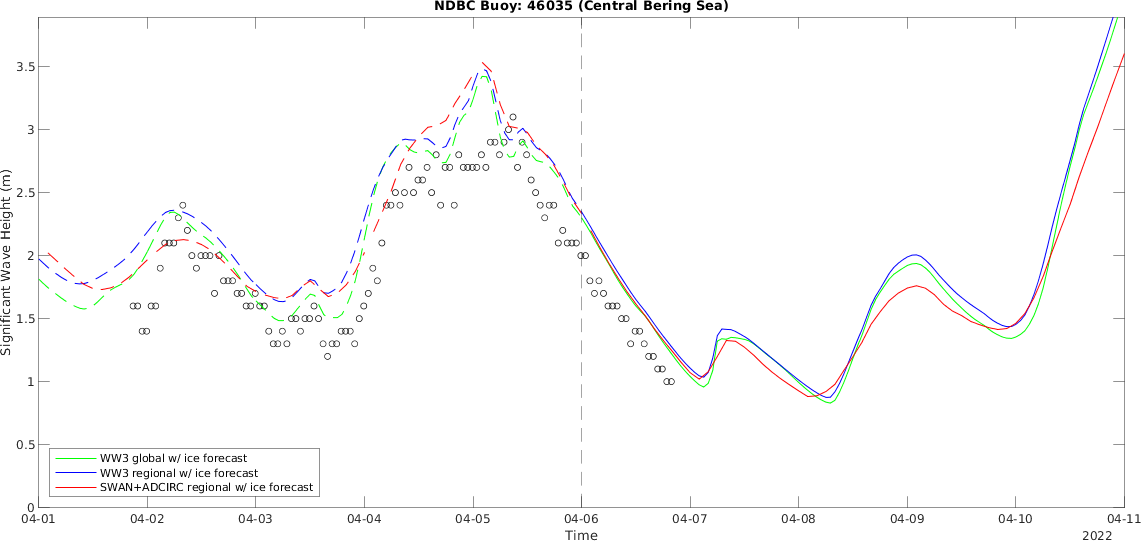 NDBC Buoy: 46035 (Central Bering Sea)
Significant Wave Height (m)
3.5
3
2.5
2
1.5
1
0.5
0
WW3 global w/ ice forecast
WW3 regional w/ ice forecast
SWAN+ADCIRC regional w/ ice forecast
04-01 04-02 04-03 04-04 04-05 04-06 04-07 04-08 04-09 04-10 04-11
Time
2022